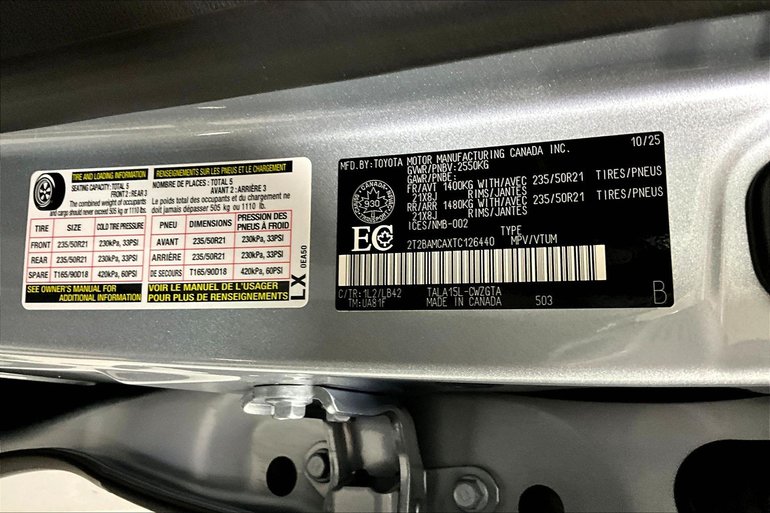 TIRE AND LOADING INFORMATION
SEATING CAPACITY: TOTAL 5
FRONT 2 : REAR 3
The combined weight of occupants
and cargo should never exceed 505 kg or 1110 lbs.
RENSEIGNEMENTS SUR LES PNEUS ET LE CHARGEMENT
NOMBRE DE PLACES : TOTAL 5
AVANT 2 : ARRIÈRE 3
Le poids total des occupants et du chargement ne
doit jamais dépasser 505 kg ou 1110 lb.
TIRE SIZE COLD TIRE PRESSURE
FRONT 235/50R21 230kPa, 33PSI
REAR 235/50R21 230kPa, 33PSI
SPARE T165/90D18 420kPa, 60PSI
PNEU DIMENSIONS PRESSION DES PNEUS À FROID
AVANT 235/50R21 230kPa, 33PSI
ARRIÈRE 235/50R21 230kPa, 33PSI
DE SECOURS T165/90D18 420kPa, 60PSI
SEE OWNER'S MANUAL FOR
ADDITIONAL INFORMATION
VOIR LE MANUEL DE L'USAGER
POUR PLUS DE RENSEIGNEMENTS
LX 0EA50
MFD.BY:TOYOTA MOTOR MANUFACTURING CANADA INC. 10/25
GVWR/PNBV:2550KG
GAWR/PNBE:
FR/AVT 1400KG WITH/AVEC 235/50R21 TIRES/PNEUS
21X8J RIMS/JANTES
RR/ARR 1480KG WITH/AVEC 235/50R21 TIRES/PNEUS
21X8J RIMS/JANTES
ICES/NMB-002
CANADA
930
EC
TYPE
2T2BAMCAXTC126440 MPV/VTUM
C/TR:1L2/LB42 TALA15L-CWZGTA
TM:UA81F MADE IN CANADA 503
B